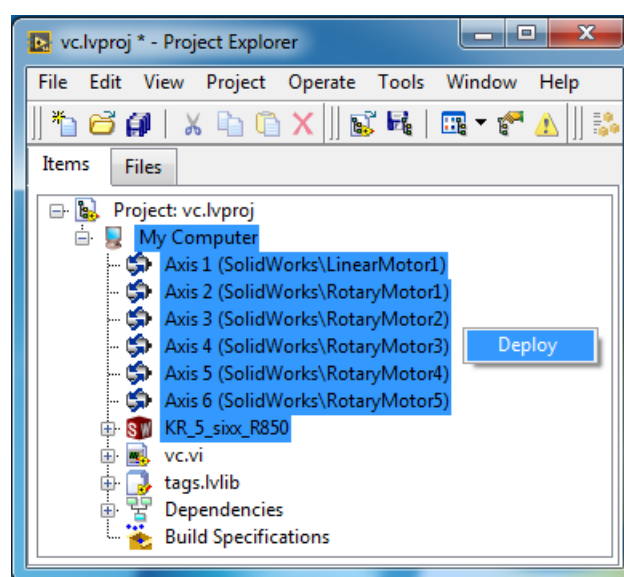 vc.lvproj * - Project Explorer
File Edit View Project Operate Tools Window Help
Items Files
Project: vc.lvproj
My Computer
Axis 1 (SolidWorks\LinearMotor1)
Axis 2 (SolidWorks\RotaryMotor1)
Axis 3 (SolidWorks\RotaryMotor2)
Axis 4 (SolidWorks\RotaryMotor3) Deploy
Axis 5 (SolidWorks\RotaryMotor4)
Axis 6 (SolidWorks\RotaryMotor5)
SW KR_5_sixx_R850
vc.vi
tags.lvlib
Dependencies
Build Specifications